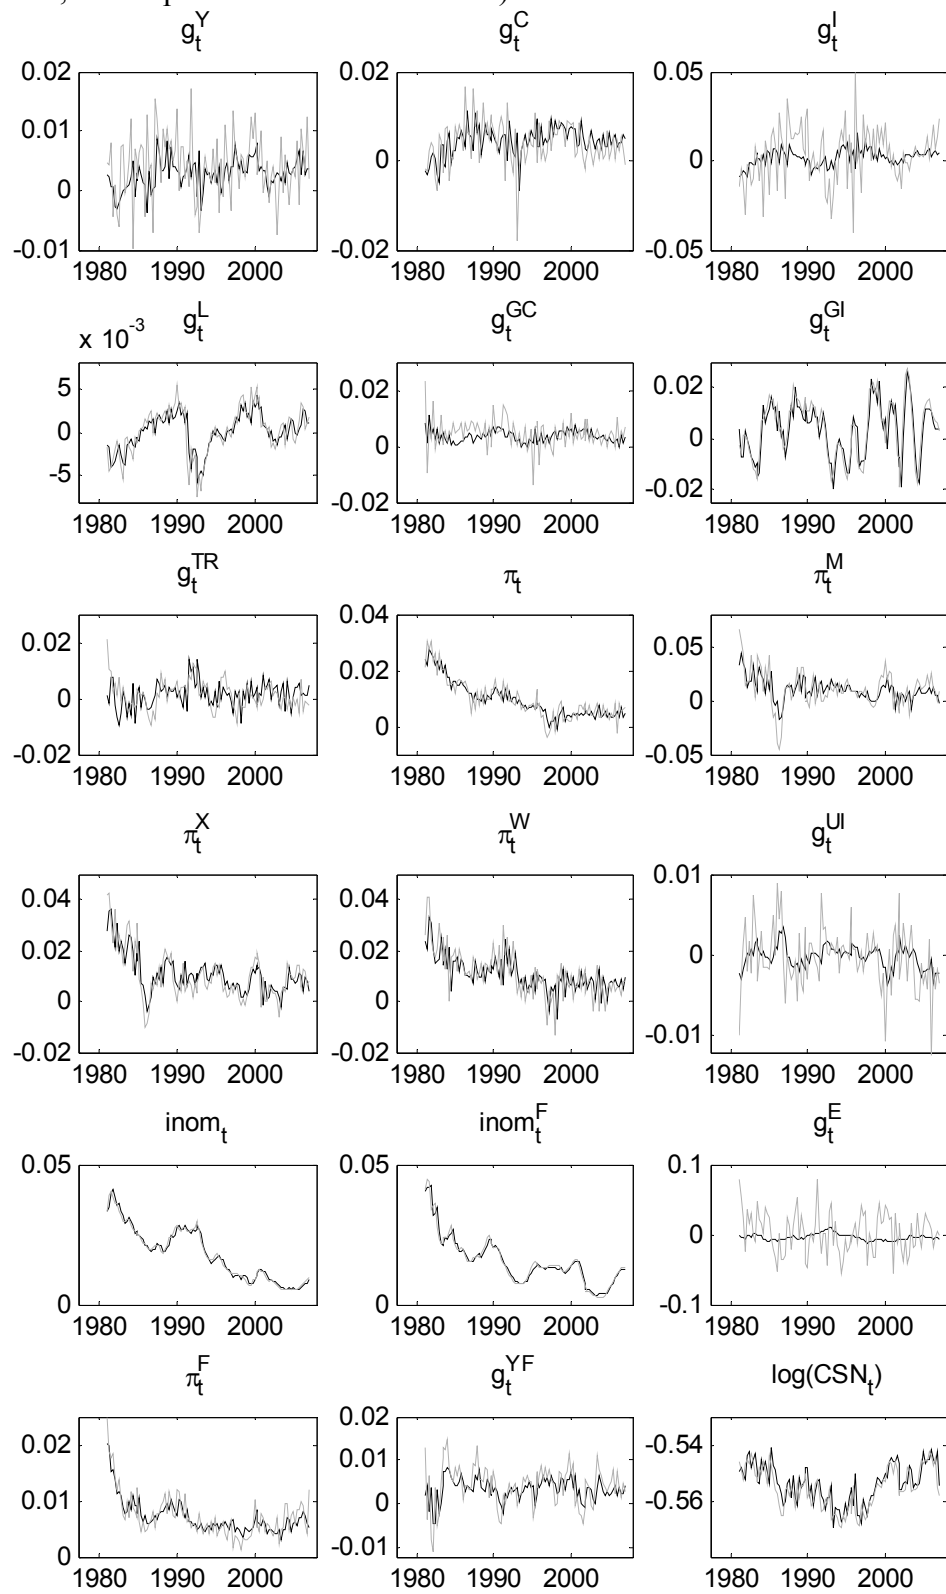 g_t^Y g_t^C g_t^I
0.02 0.02 0.05
0.01
0 0 0
-0.01 -0.02 -0.05
1980 1990 2000 1980 1990 2000 1980 1990 2000
x 10^-3 g_t^L g_t^GC g_t^GI
5 0.02 0.02
0 0 0
-5 -0.02 -0.02
1980 1990 2000 1980 1990 2000 1980 1990 2000
g_t^TR π_t π_t^M
0.02 0.04 0.05
0 0.02 0
-0.02 0 -0.05
1980 1990 2000 1980 1990 2000 1980 1990 2000
π_t^X π_t^W g_t^UI
0.04 0.04 0.01
0.02 0.02 0
0 0 -0.01
-0.02 -0.02
1980 1990 2000 1980 1990 2000 1980 1990 2000
inom_t inom_t^F g_t^E
0.05 0.05 0.1
0
0 0 -0.1
1980 1990 2000 1980 1990 2000 1980 1990 2000
π_t^F g_t^YF log(CSN_t)
0.02 0.02 -0.54
0.01 0.01 -0.56
0 0
-0.01
1980 1990 2000 1980 1990 2000 1980 1990 2000